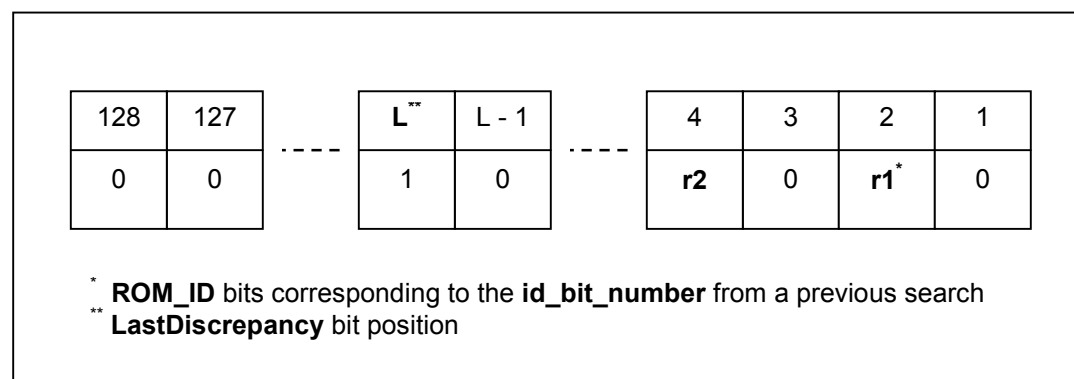 128 127 L** L - 1 4 3 2 1
0 0 1 0 r2 0 r1* 0
* ROM_ID bits corresponding to the id_bit_number from a previous search
** LastDiscrepancy bit position